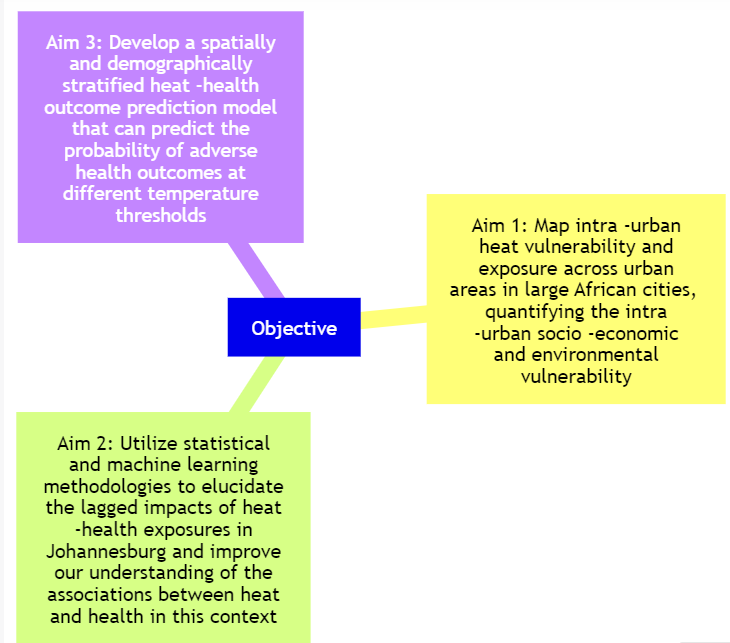 Aim 3: Develop a spatially
and demographically
stratified heat -health
outcome prediction model
that can predict the
probability of adverse
health outcomes at
different temperature
thresholds
Aim 1: Map intra -urban
heat vulnerability and
exposure across urban
areas in large African cities,
quantifying the intra
-urban socio -economic
and environmental
vulnerability
Objective
Aim 2: Utilize statistical
and machine learning
methodologies to elucidate
the lagged impacts of heat
-health exposures in
Johannesburg and improve
our understanding of the
associations between heat
and health in this context